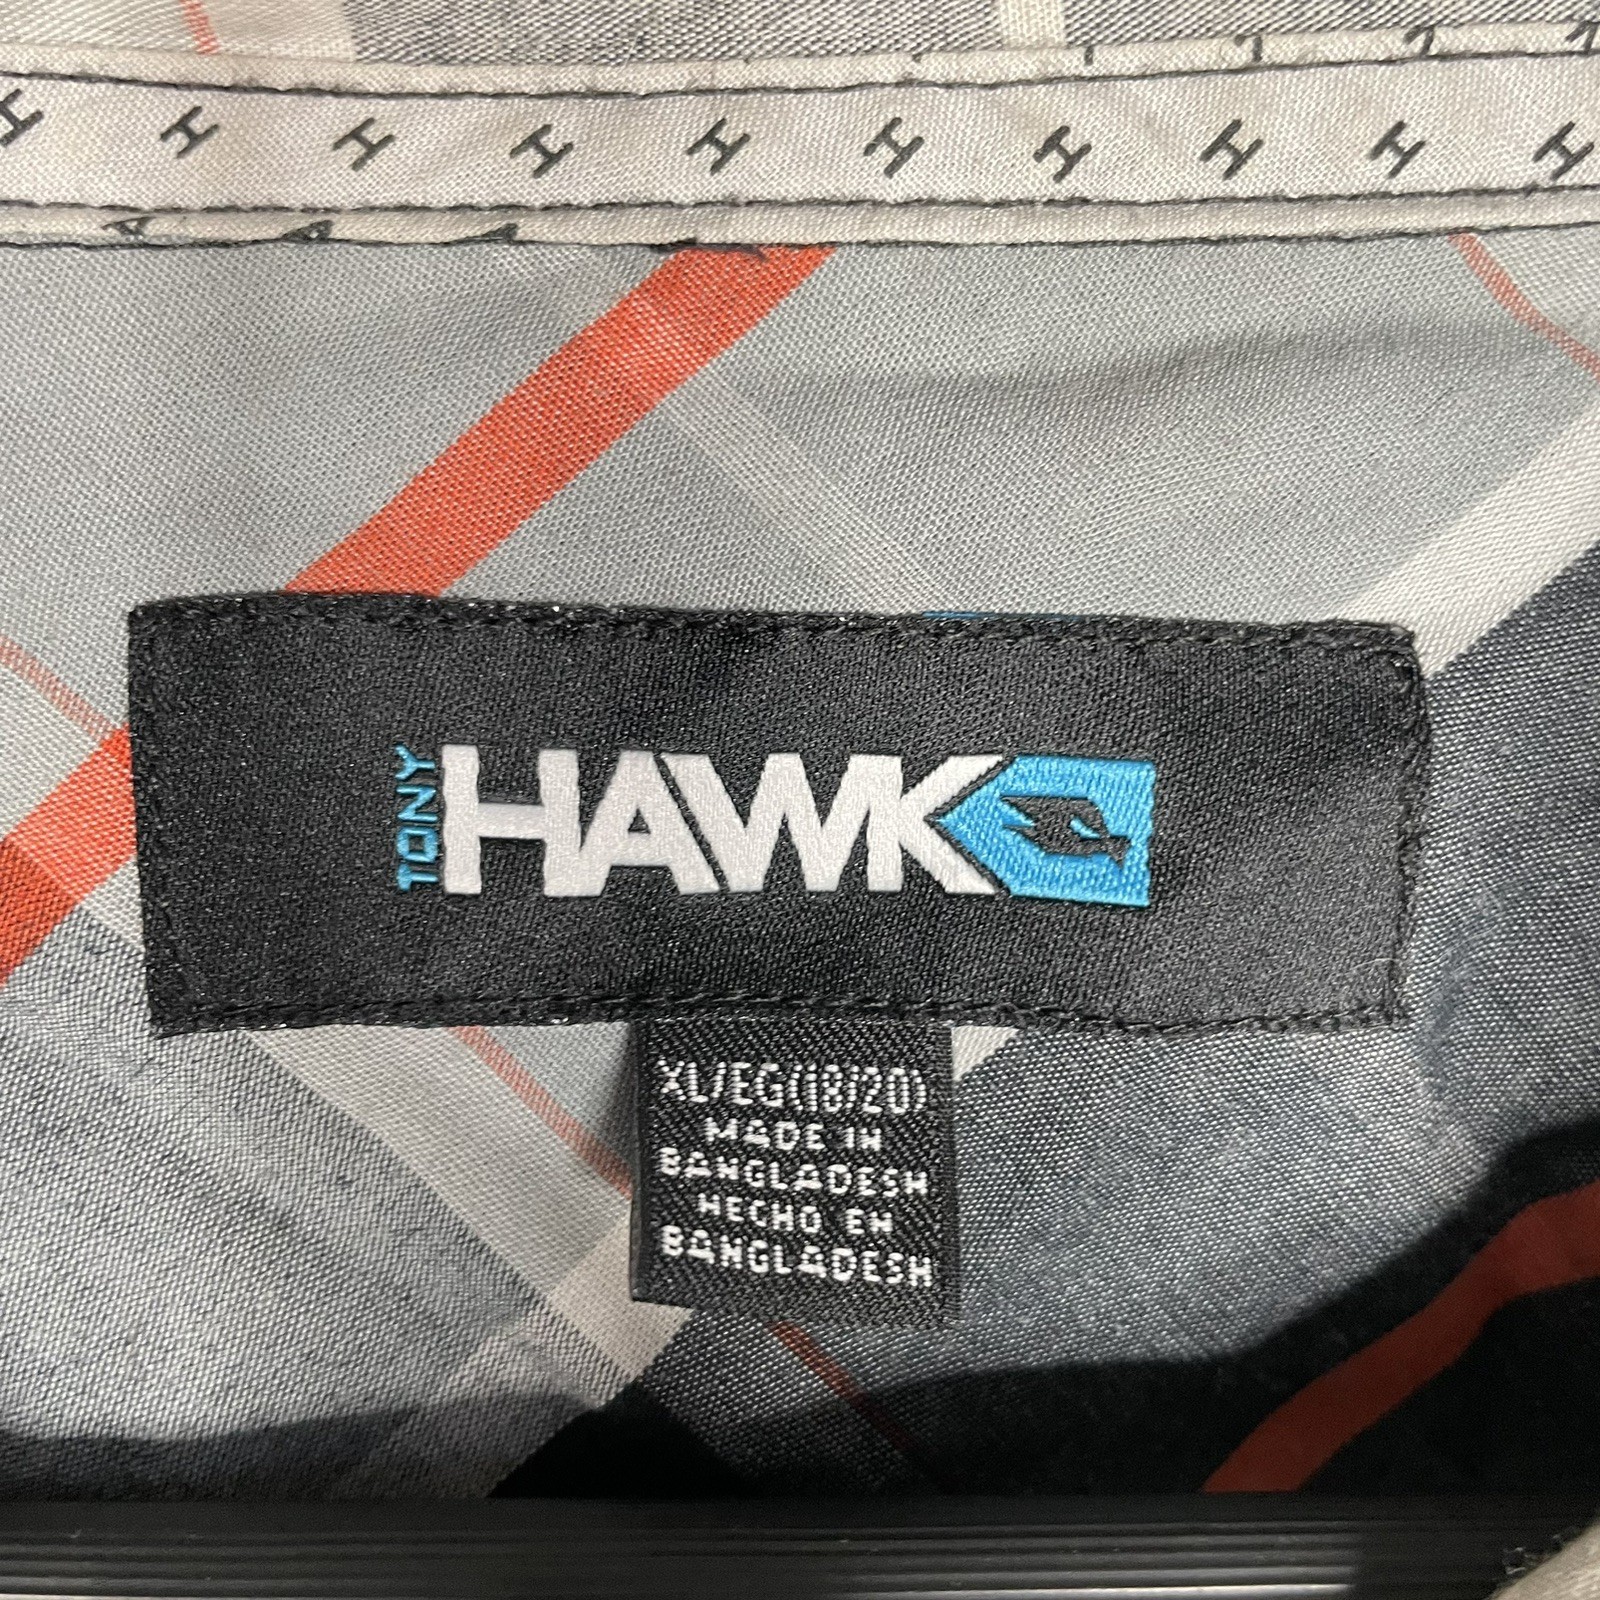 H H H H H H H H H H
TONY
HAWK
XL/EG(18/20)
MADE IN
BANGLADESH
HECHO EN
BANGLADESH